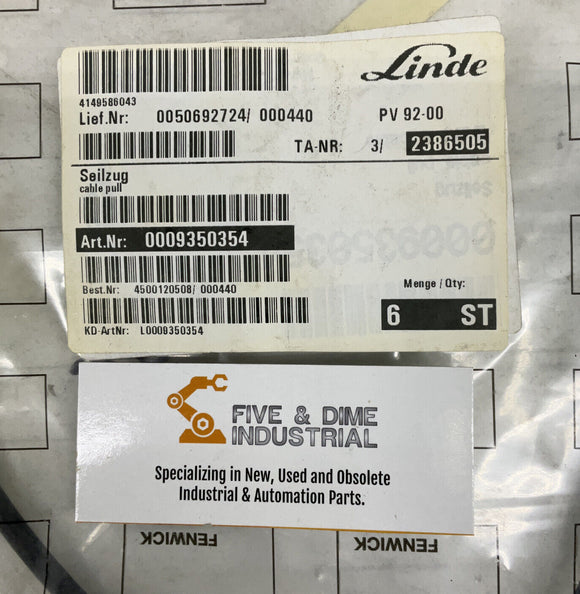 Linde
4149586043
Lief.Nr: 0050692724/ 000440 PV 92-00
TA-NR: 3/ 2386505
Seilzug
cable pull
Art.Nr: 0009350354
Best.Nr: 4500120508/ 000440
Menge / Qty:
6 ST
KD-ArtNr: L0009350354
FIVE & DIME
INDUSTRIAL
Specializing in New, Used and Obsolete
Industrial & Automation Parts.
FENWICK FENWICK